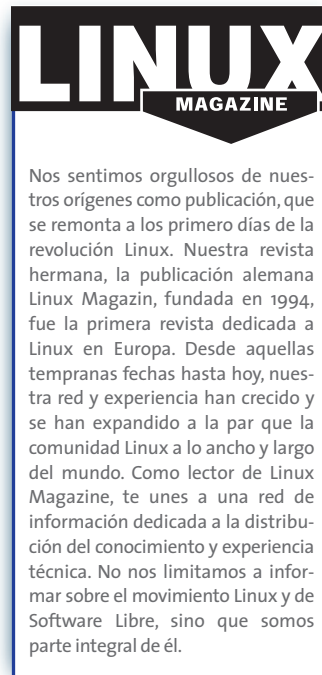 LINUX
MAGAZINE
Nos sentimos orgullosos de nues-
tros orígenes como publicación, que
se remonta a los primero días de la
revolución Linux. Nuestra revista
hermana, la publicación alemana
Linux Magazin, fundada en 1994,
fue la primera revista dedicada a
Linux en Europa. Desde aquellas
tempranas fechas hasta hoy, nues-
tra red y experiencia han crecido y
se han expandido a la par que la
comunidad Linux a lo ancho y largo
del mundo. Como lector de Linux
Magazine, te unes a una red de
información dedicada a la distribu-
ción del conocimiento y experiencia
técnica. No nos limitamos a infor-
mar sobre el movimiento Linux y de
Software Libre, sino que somos
parte integral de él.